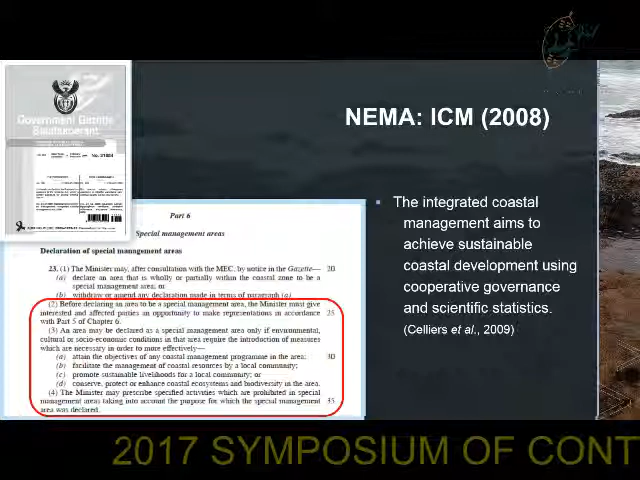 NEMA: ICM (2008)
Government Gazette
Staatskoerant
The integrated coastal
management aims to
achieve sustainable
coastal development using
cooperative governance
and scientific statistics.
(Celliers et al., 2009)
Part 6
Special management areas
Declaration of special management areas
23. (1) The Minister may, after consultation with the MEC, by notice in the Gazette— 20
(a) declare an area that is wholly or partially within the coastal zone to be a
special management area; or
(b) withdraw or amend any declaration made in terms of paragraph (a)
(2) Before declaring an area to be a special management area, the Minister must give
interested and affected parties an opportunity to make representations in accordance 25
with Part 5 of Chapter 6.
(3) An area may be declared as a special management area only if environmental,
cultural or socio-economic conditions in that area require the introduction of measures
which are necessary in order to more effectively—
(a) attain the objectives of any coastal management programme in the area; 30
(b) facilitate the management of coastal resources by a local community;
(c) promote sustainable livelihoods for a local community; or
(d) conserve, protect or enhance coastal ecosystems and biodiversity in the area.
(4) The Minister may prescribe specified activities which are prohibited in special
management areas taking into account the purpose for which the special management 35
area was declared.
2017 SYMPOSIUM OF CONT